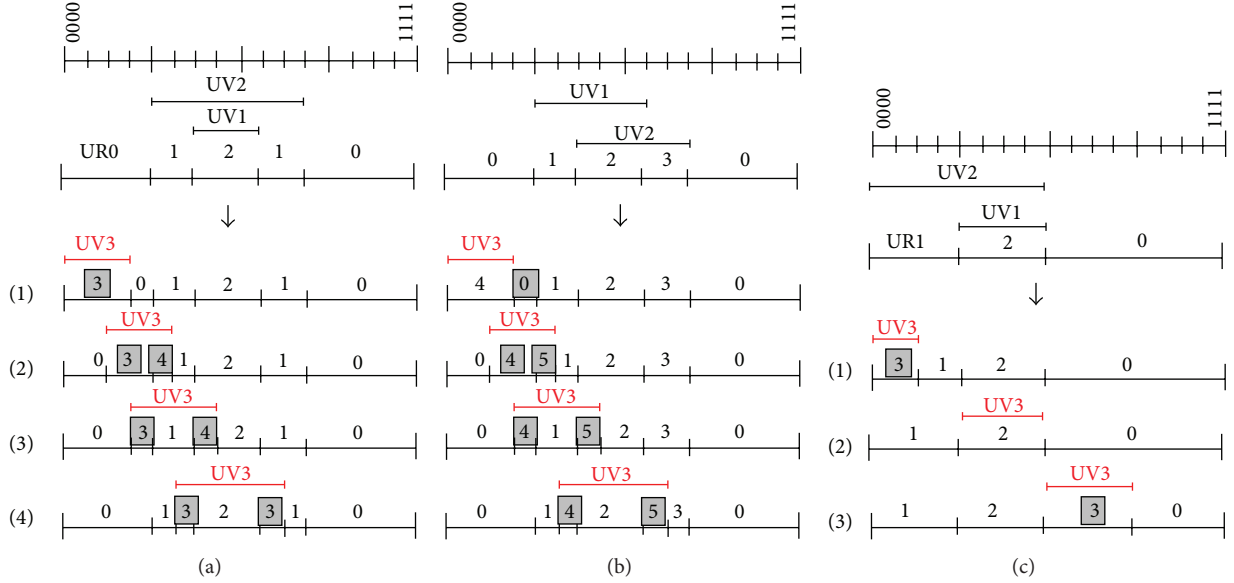 0000 1111
UV2
UV1
UR0 1 2 1 0
UV3
(1) 3 0 1 2 1 0
UV3
(2) 0 3 4 1 2 1 0
UV3
(3) 0 3 1 4 2 1 0
UV3
(4) 0 1 3 2 3 1 0
(a)
0000 1111
UV1
UV2
0 1 2 3 0
UV3
4 0 1 2 3 0
UV3
0 4 5 1 2 3 0
UV3
0 4 1 5 2 3 0
UV3
0 1 4 2 5 3 0
(b)
0000 1111
UV2
UV1
UR1 2 0
UV3
(1) 3 1 2 0
UV3
(2) 1 2 0
UV3
(3) 1 2 3 0
(c)